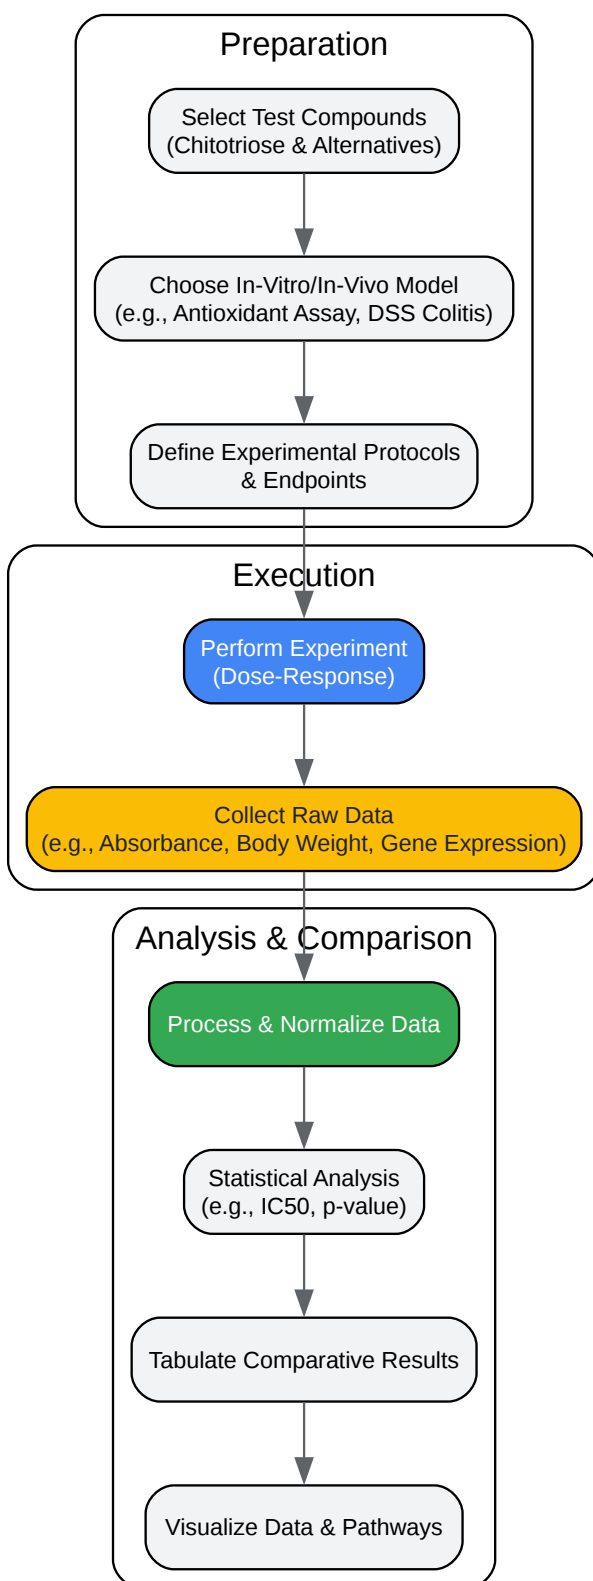 Preparation
Select Test Compounds
(Chitotriose & Alternatives)
Choose In-Vitro/In-Vivo Model
(e.g., Antioxidant Assay, DSS Colitis)
Define Experimental Protocols
& Endpoints
Execution
Perform Experiment
(Dose-Response)
Collect Raw Data
(e.g., Absorbance, Body Weight, Gene Expression)
Analysis & Comparison
Process & Normalize Data
Statistical Analysis
(e.g., IC50, p-value)
Tabulate Comparative Results
Visualize Data & Pathways